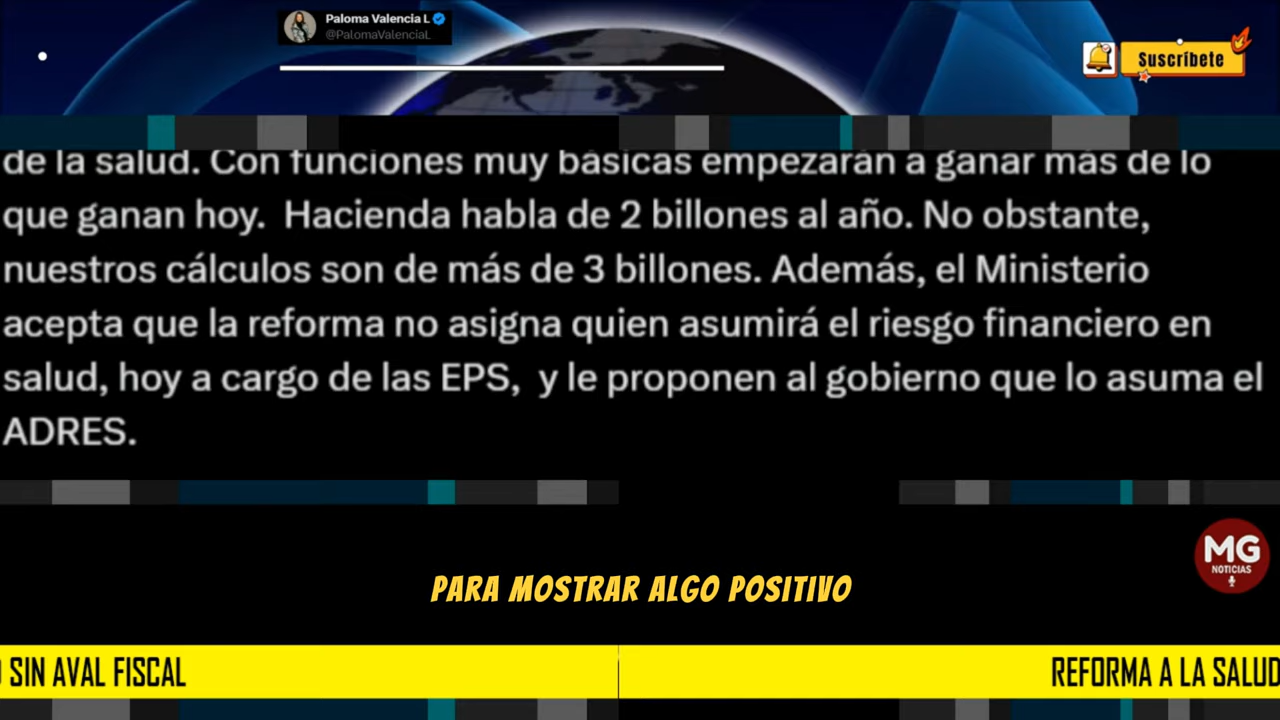 Paloma Valencia L
@PalomaValenciaL
Suscríbete
de la salud. Con funciones muy básicas empezarán a ganar más de lo
que ganan hoy. Hacienda habla de 2 billones al año. No obstante,
nuestros cálculos son de más de 3 billones. Además, el Ministerio
acepta que la reforma no asigna quien asumirá el riesgo financiero en
salud, hoy a cargo de las EPS, y le proponen al gobierno que lo asuma el
ADRES.
MG
NOTICIAS
PARA MOSTRAR ALGO POSITIVO
SIN AVAL FISCAL
REFORMA A LA SALUD